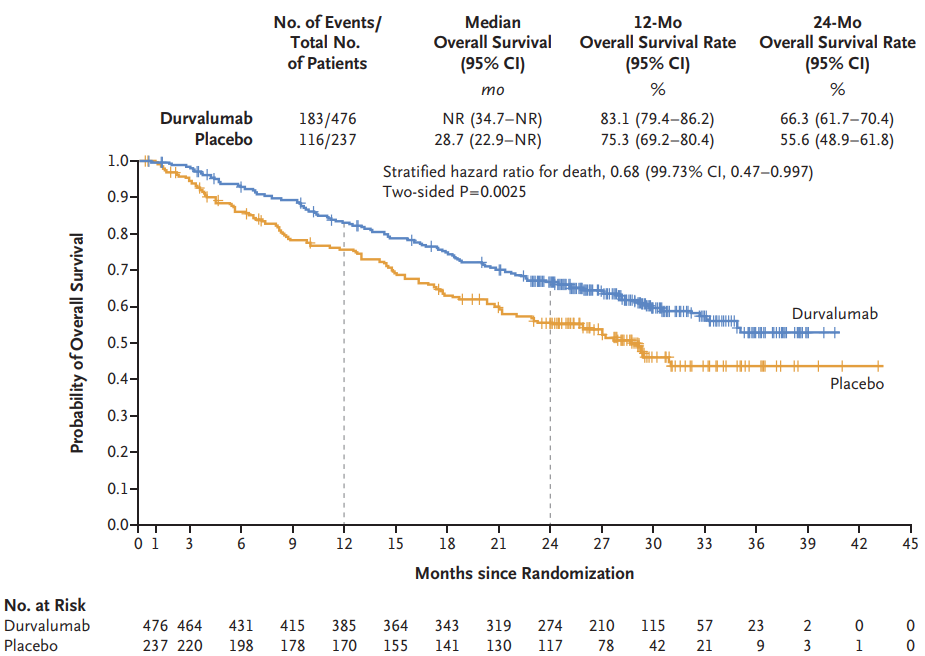 No. of Events/ Median 12-Mo 24-Mo
Total No. Overall Survival Overall Survival Rate Overall Survival Rate
of Patients (95% CI) (95% CI) (95% CI)
mo % %
Durvalumab 183/476 NR (34.7–NR) 83.1 (79.4–86.2) 66.3 (61.7–70.4)
Placebo 116/237 28.7 (22.9–NR) 75.3 (69.2–80.4) 55.6 (48.9–61.8)
Stratified hazard ratio for death, 0.68 (99.73% CI, 0.47–0.997)
Two-sided P=0.0025
Probability of Overall Survival
1.0
0.9
0.8
0.7
0.6
0.5
0.4
0.3
0.2
0.1
0.0
Durvalumab
Placebo
0 1 3 6 9 12 15 18 21 24 27 30 33 36 39 42 45
Months since Randomization
No. at Risk
Durvalumab 476 464 431 415 385 364 343 319 274 210 115 57 23 2 0 0
Placebo 237 220 198 178 170 155 141 130 117 78 42 21 9 3 1 0